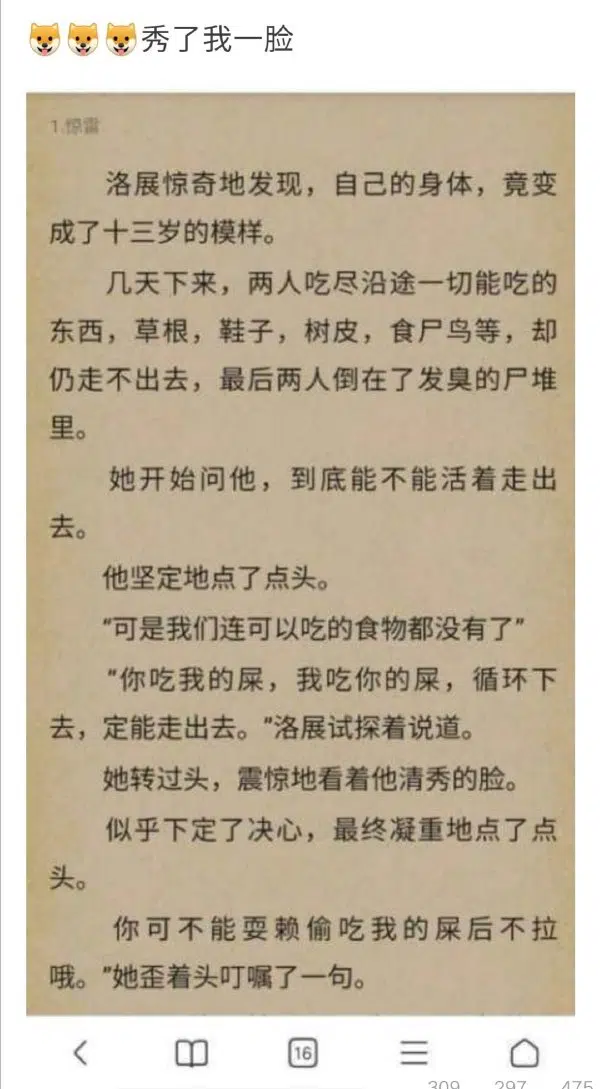 🐶🐶🐶秀了我一脸
1.惊雷
洛展惊奇地发现，自己的身体，竟变
成了十三岁的模样。
几天下来，两人吃尽沿途一切能吃的
东西，草根，鞋子，树皮，食尸鸟等，却
仍走不出去，最后两人倒在了发臭的尸堆
里。
她开始问他，到底能不能活着走出
去。
他坚定地点了点头。
“可是我们连可以吃的食物都没有了”
“你吃我的屎，我吃你的屎，循环下
去，定能走出去。”洛展试探着说道。
她转过头，震惊地看着他清秀的脸。
似乎下定了决心，最终凝重地点了点
头。
你可不能耍赖偷吃我的屎后不拉
哦。”她歪着头叮嘱了一句。
16
309 297 475